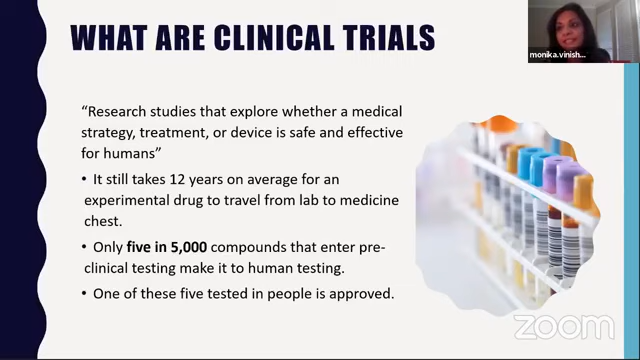 WHAT ARE CLINICAL TRIALS
monika.vinish...
“Research studies that explore whether a medical
strategy, treatment, or device is safe and effective
for humans”
• It still takes 12 years on average for an
experimental drug to travel from lab to medicine
chest.
• Only five in 5,000 compounds that enter pre-
clinical testing make it to human testing.
• One of these five tested in people is approved.
zoom